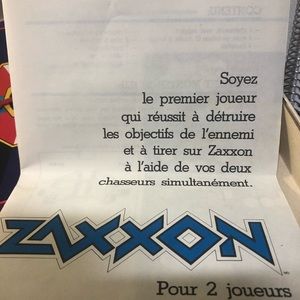 CONTENU
Soyez
le premier joueur
qui réussit à détruire
les objectifs de l'ennemi
et à tirer sur Zaxxon
à l'aide de vos deux
chasseurs simultanément.
ZAXXON
Pour 2 joueurs